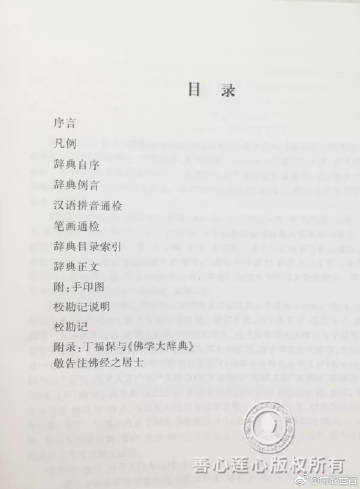 目 录
序言
凡例
辞典自序
辞典例言
汉语拼音通检
笔画通检
辞典目录索引
辞典正文
附:手印图
校勘记说明
校勘记
附录:丁福保与《佛学大辞典》
敬告注佛经之居士
善心莲心版权所有